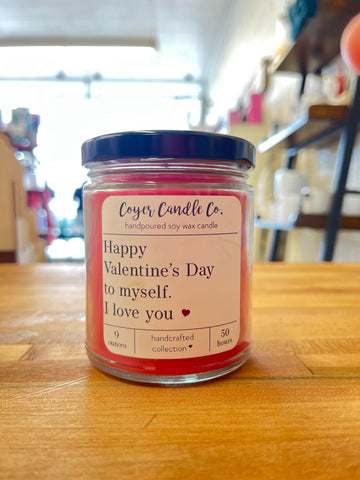 Coyer Candle Co.
handpoured soy wax candle
Happy
Valentine's Day
to myself.
I love you ♥
9
ounces
handcrafted
collection ♥
50
hours